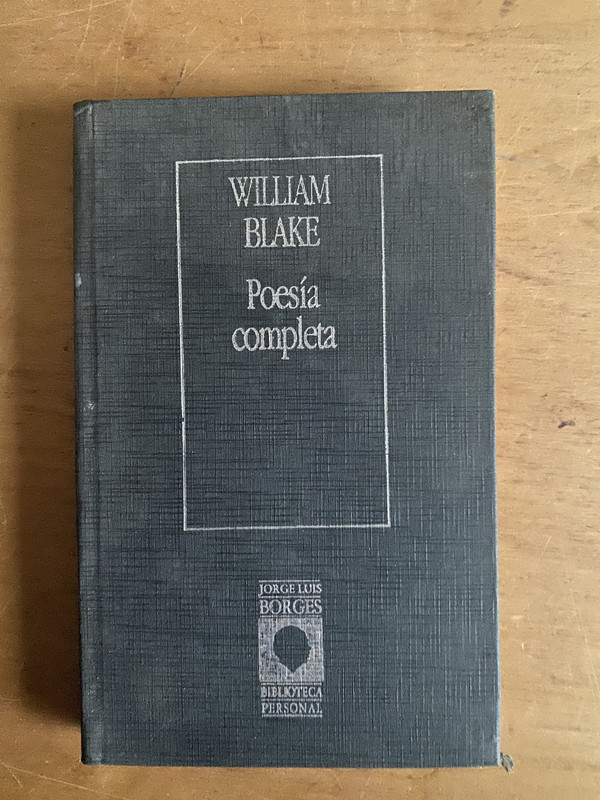 WILLIAM
BLAKE
Poesía
completa
JORGE LUIS
BORGES
BIBLIOTECA
PERSONAL